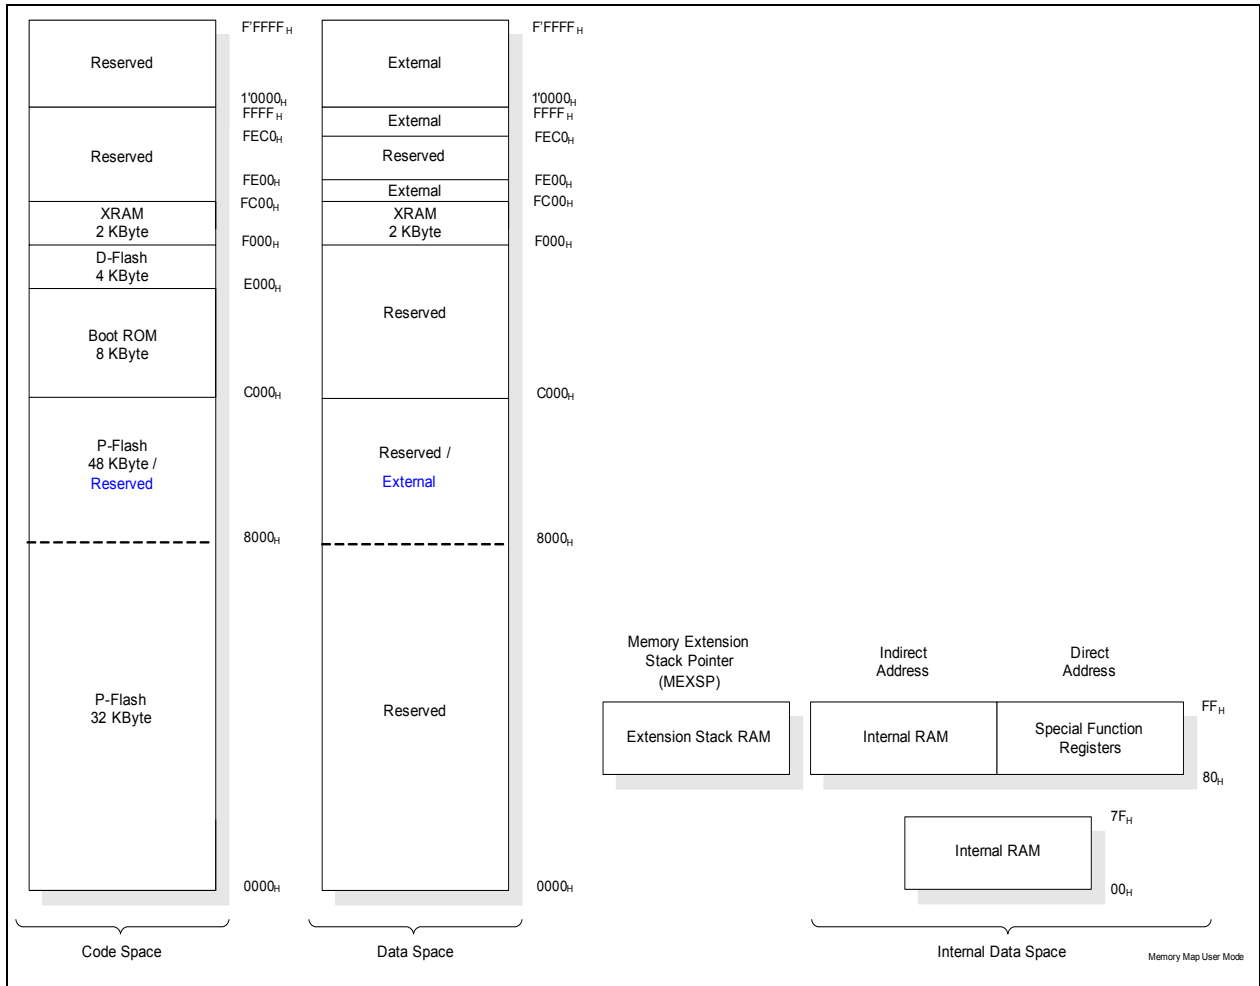 F'FFFF H
Reserved
1'0000H
FFFF H
FEC0H
Reserved
FE00H
FC00H
XRAM
2 KByte
F000H
D-Flash
4 KByte
E000H
Boot ROM
8 KByte
C000H
P-Flash
48 KByte /
Reserved
8000H
P-Flash
32 KByte
0000H
Code Space
F'FFFF H
External
1'0000H
FFFF H
External
FEC0H
Reserved
FE00H
External
FC00H
XRAM
2 KByte
F000H
Reserved
C000H
Reserved /
External
8000H
Reserved
0000H
Data Space
Memory Extension
Stack Pointer
(MEXSP)
Extension Stack RAM
Indirect
Address
Internal RAM
Direct
Address
Special Function
Registers
FFH
80H
7FH
Internal RAM
00H
Internal Data Space
Memory Map User Mode